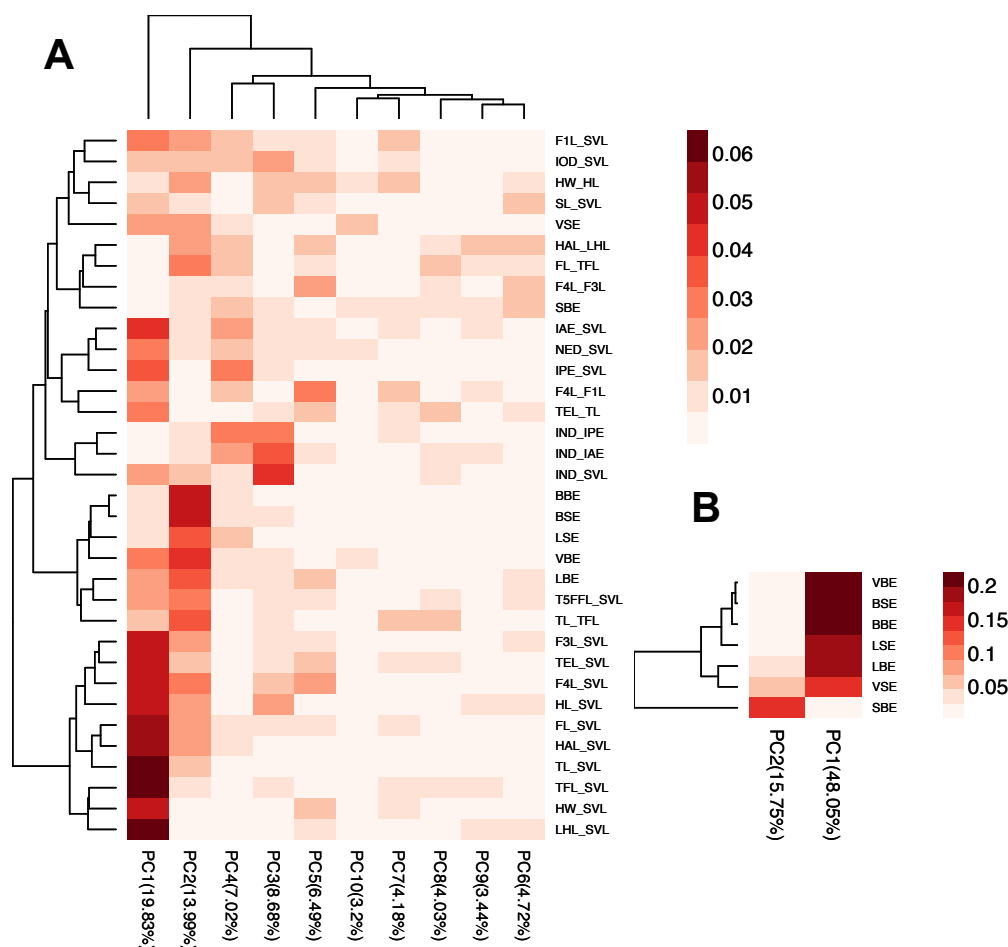 A
F1L_SVL
IOD_SVL
HW_HL
SL_SVL
VSE
HAL_LHL
FL_TFL
F4L_F3L
SBE
IAE_SVL
NED_SVL
IPE_SVL
F4L_F1L
TEL_TL
IND_IPE
IND_IAE
IND_SVL
BBE
BSE
LSE
VBE
LBE
T5FFL_SVL
TL_TFL
F3L_SVL
TEL_SVL
F4L_SVL
HL_SVL
FL_SVL
HAL_SVL
TL_SVL
TFL_SVL
HW_SVL
LHL_SVL
PC1(19.83%)
PC2(13.99%)
PC4(7.02%)
PC3(8.68%)
PC5(6.49%)
PC10(3.2%)
PC7(4.18%)
PC8(4.03%)
PC9(3.44%)
PC6(4.72%)
0.06
0.05
0.04
0.03
0.02
0.01
B
VBE
BSE
BBE
LSE
LBE
VSE
SBE
PC2(15.75%)
PC1(48.05%)
0.2
0.15
0.1
0.05